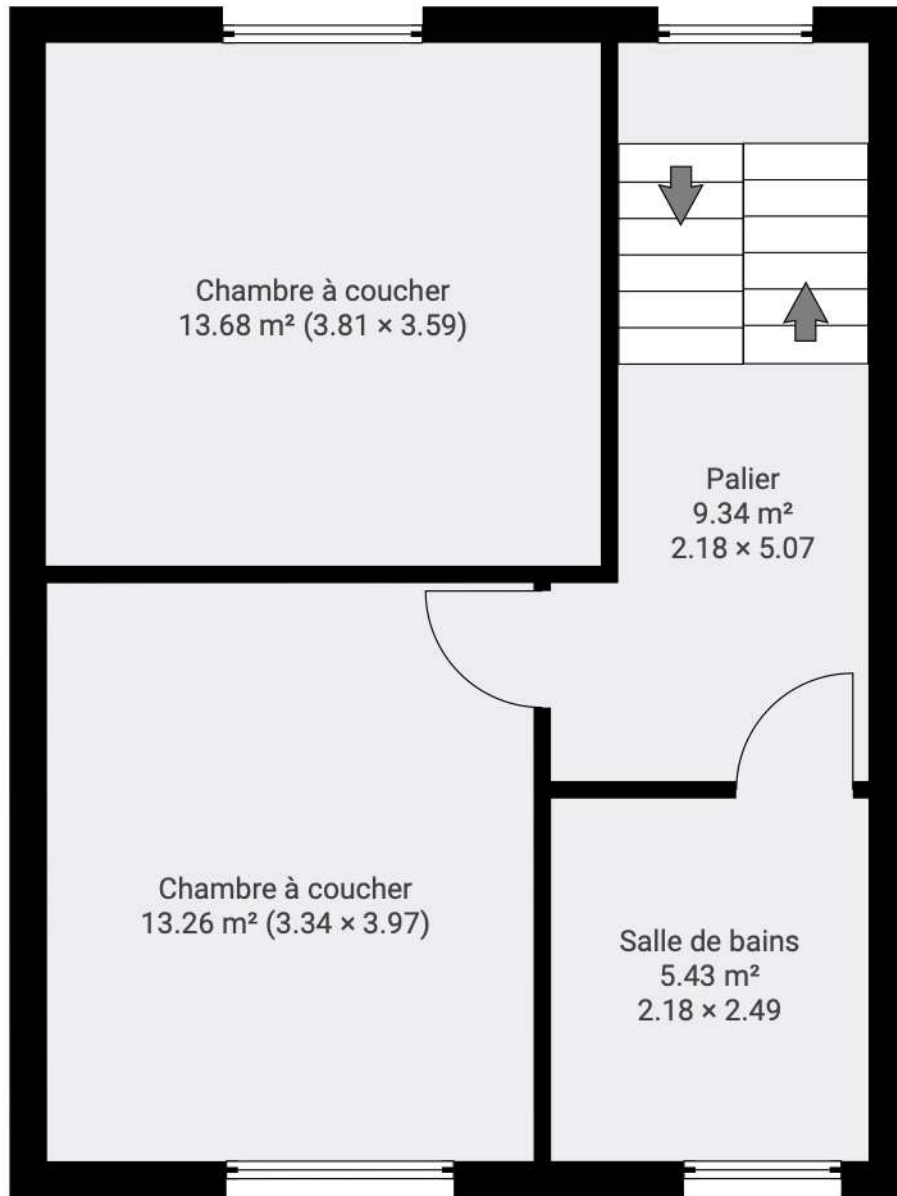 Chambre à coucher
13.68 m² (3.81 × 3.59)
Palier
9.34 m²
2.18 × 5.07
Chambre à coucher
13.26 m² (3.34 × 3.97)
Salle de bains
5.43 m²
2.18 × 2.49